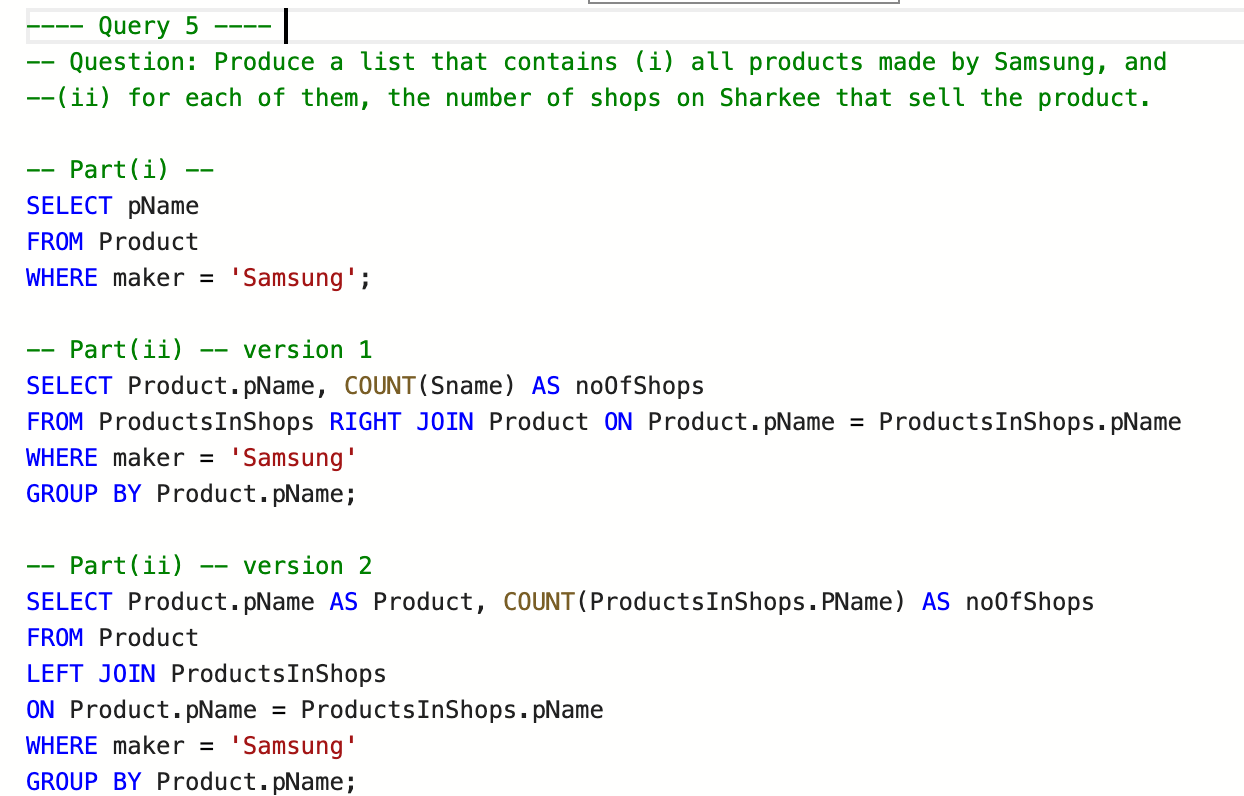 ---- Query 5 ----
-- Question: Produce a list that contains (i) all products made by Samsung, and
--(ii) for each of them, the number of shops on Sharkee that sell the product.
-- Part(i) --
SELECT pName
FROM Product
WHERE maker = 'Samsung';
-- Part(ii) -- version 1
SELECT Product.pName, COUNT(Sname) AS noOfShops
FROM ProductsInShops RIGHT JOIN Product ON Product.pName = ProductsInShops.pName
WHERE maker = 'Samsung'
GROUP BY Product.pName;
-- Part(ii) -- version 2
SELECT Product.pName AS Product, COUNT(ProductsInShops.PName) AS noOfShops
FROM Product
LEFT JOIN ProductsInShops
ON Product.pName = ProductsInShops.pName
WHERE maker = 'Samsung'
GROUP BY Product.pName;